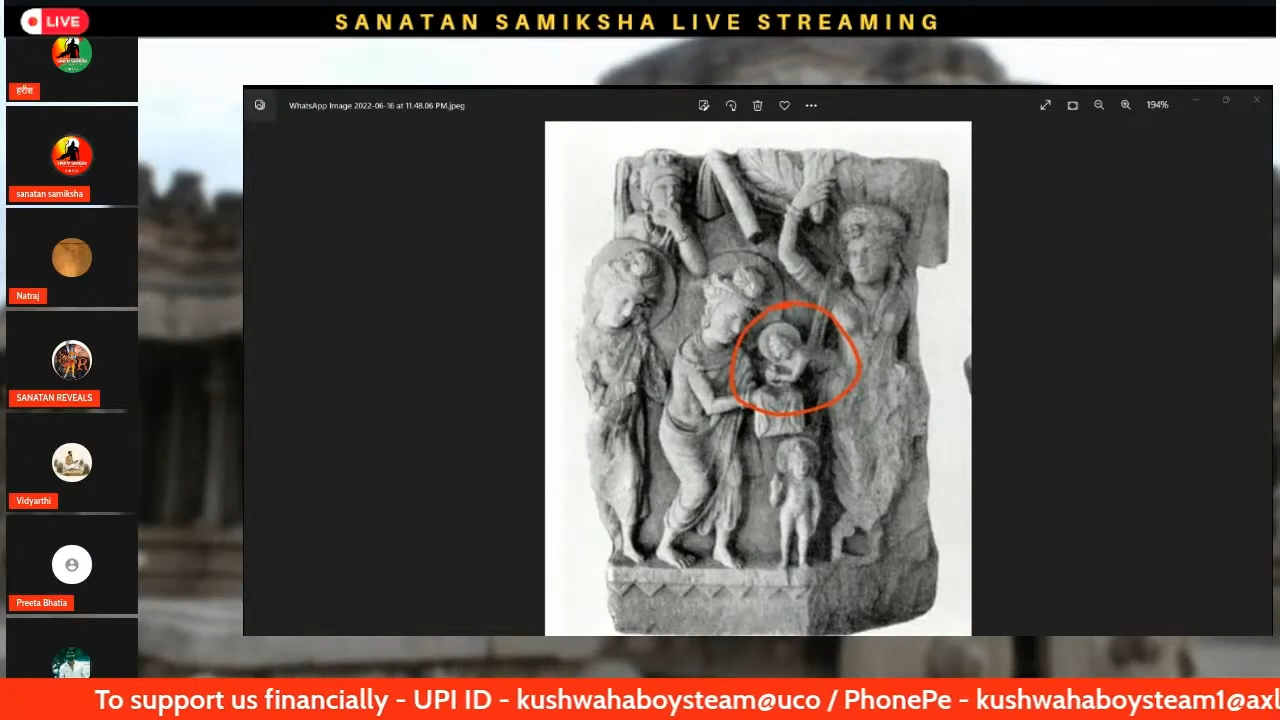 LIVE
SANATAN SAMIKSHA LIVE STREAMING
हरीश
sanatan samiksha
Natraj
SANATAN REVEALS
Vidyarthi
Preeta Bhatia
WhatsApp Image 2022-06-16 at 11.48.06 PM.jpeg
194%
To support us financially - UPI ID - kushwahaboysteam@uco / PhonePe - kushwahaboysteam1@axl